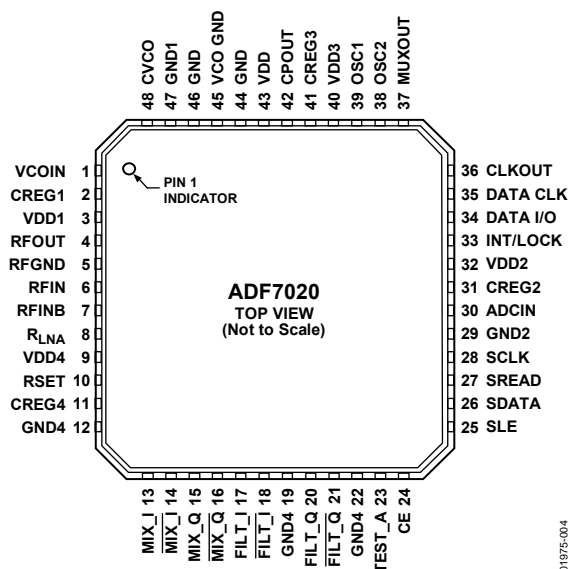 48 CVCO
47 GND1
46 GND
45 VCO GND
44 GND
43 VDD
42 CPOUT
41 CREG3
40 VDD3
39 OSC1
38 OSC2
37 MUXOUT
VCOIN 1
CREG1 2
VDD1 3
RFOUT 4
RFGND 5
RFIN 6
RFINB 7
RLNA 8
VDD4 9
RSET 10
CREG4 11
GND4 12
PIN 1
INDICATOR
ADF7020
TOP VIEW
(Not to Scale)
36 CLKOUT
35 DATA CLK
34 DATA I/O
33 INT/LOCK
32 VDD2
31 CREG2
30 ADCIN
29 GND2
28 SCLK
27 SREAD
26 SDATA
25 SLE
MIX_I 13
MIX_I 14
MIX_Q 15
MIX_Q 16
FILT_I 17
FILT_I 18
GND4 19
FILT_Q 20
FILT_Q 21
GND4 22
TEST_A 23
CE 24
01975-004